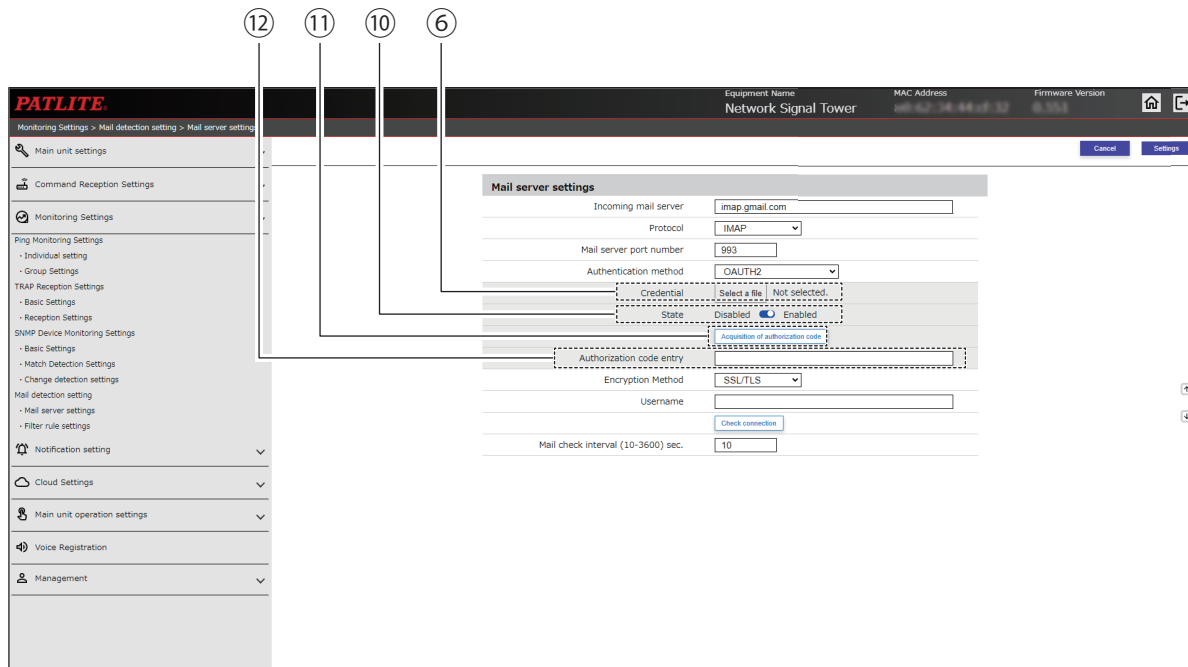 ⑫ ⑪ ⑩ ⑥
PATLITE
Equipment Name
Network Signal Tower
MAC Address
Firmware Version
0.551
Monitoring Settings > Mail detection setting > Mail server settings
Cancel
Settings
Main unit settings
Command Reception Settings
Monitoring Settings
Ping Monitoring Settings
・Individual setting
・Group Settings
TRAP Reception Settings
・Basic Settings
・Reception Settings
SNMP Device Monitoring Settings
・Basic Settings
・Match Detection Settings
・Change detection settings
Mail detection setting
・Mail server settings
・Filter rule settings
Notification setting
Cloud Settings
Main unit operation settings
Voice Registration
Management
Mail server settings
Incoming mail server imap.gmail.com
Protocol IMAP
Mail server port number 993
Authentication method OAUTH2
Credential Select a file Not selected.
State Disabled Enabled
Acquisition of authorization code
Authorization code entry
Encryption Method SSL/TLS
Username
Check connection
Mail check interval (10-3600) sec. 10